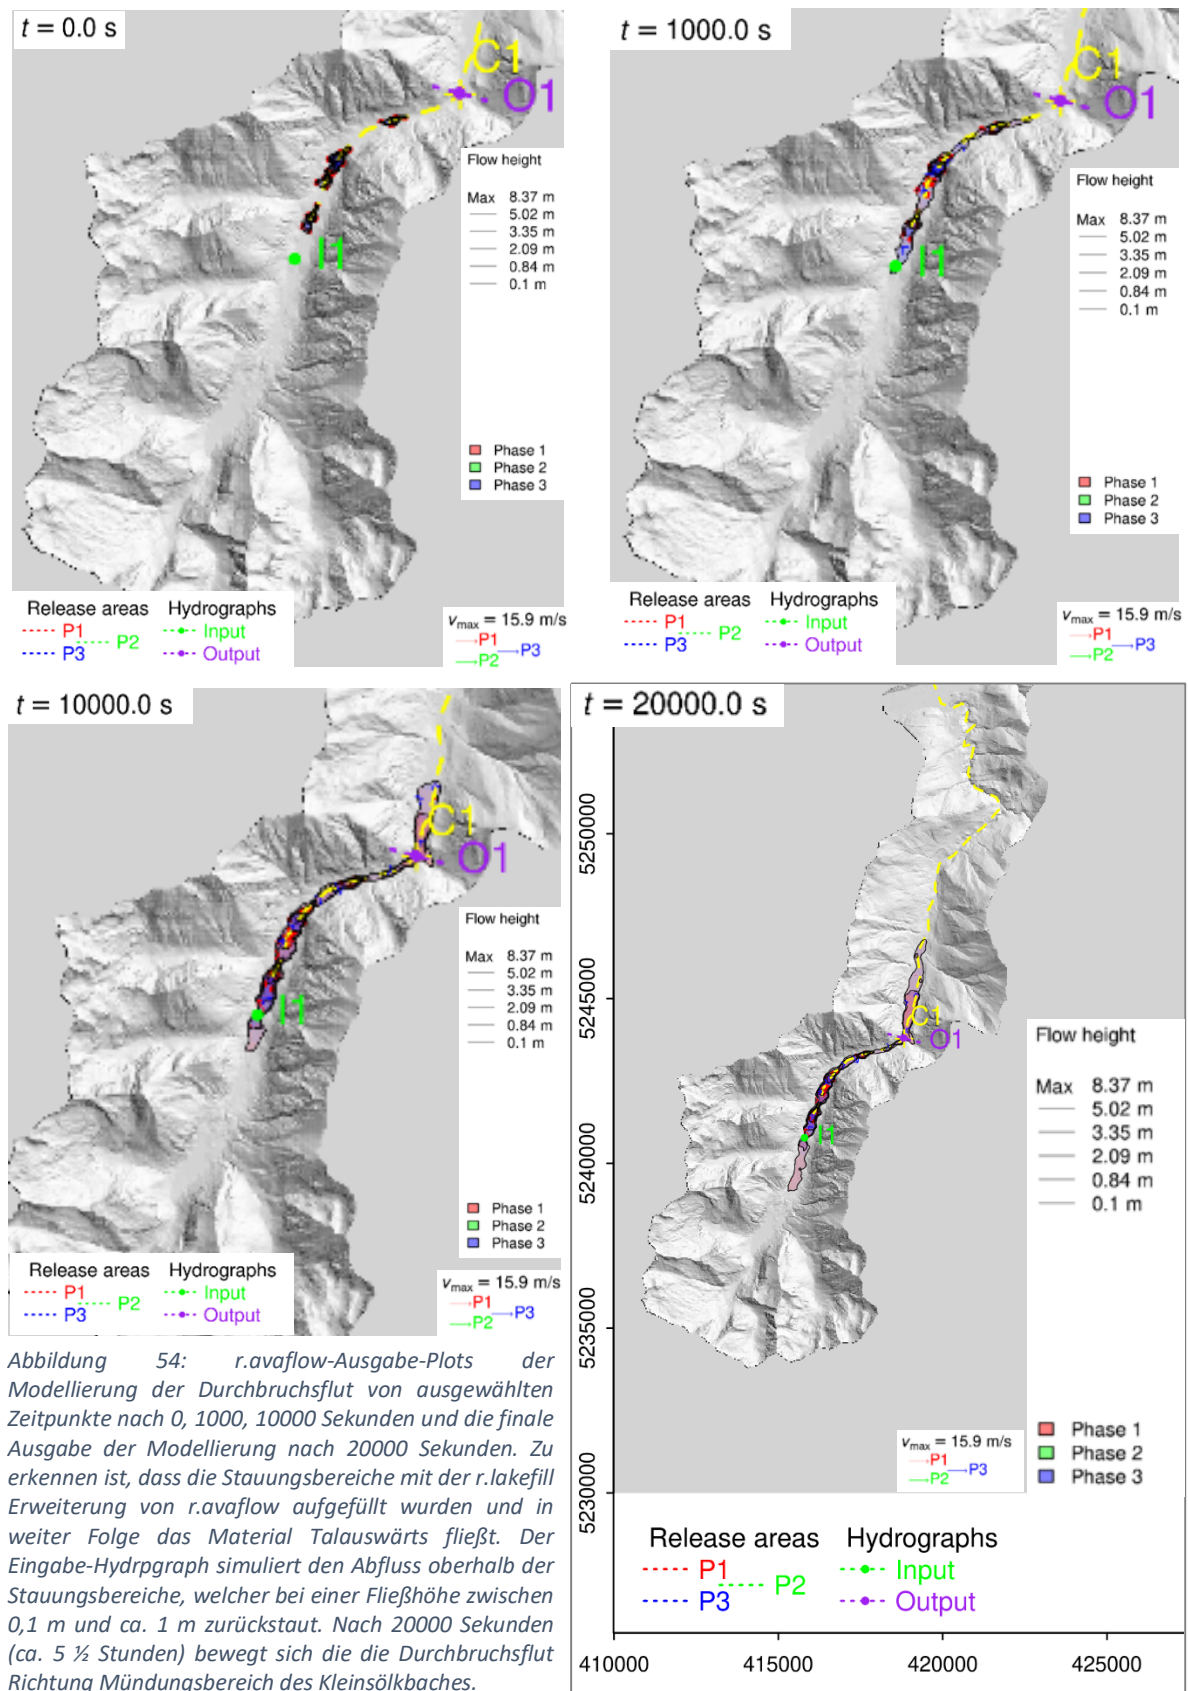 t = 0.0 s
C1
O1
I1
Flow height
Max 8.37 m
5.02 m
3.35 m
2.09 m
0.84 m
0.1 m
Phase 1
Phase 2
Phase 3
Release areas Hydrographs
P1 Input
P2
P3 Output
vmax = 15.9 m/s
P1
P3
P2
t = 1000.0 s
C1
O1
I1
Flow height
Max 8.37 m
5.02 m
3.35 m
2.09 m
0.84 m
0.1 m
Phase 1
Phase 2
Phase 3
Release areas Hydrographs
P1 Input
P2
P3 Output
vmax = 15.9 m/s
P1
P3
P2
t = 10000.0 s
C1
O1
I1
Flow height
Max 8.37 m
5.02 m
3.35 m
2.09 m
0.84 m
0.1 m
Phase 1
Phase 2
Phase 3
Release areas Hydrographs
P1 Input
P2
P3 Output
vmax = 15.9 m/s
P1
P3
P2
t = 20000.0 s
5250000
5245000
5240000
5235000
5230000
C1
O1
I1
Flow height
Max 8.37 m
5.02 m
3.35 m
2.09 m
0.84 m
0.1 m
vmax = 15.9 m/s
P1
P3
P2
Phase 1
Phase 2
Phase 3
Release areas Hydrographs
P1 Input
P2
P3 Output
410000 415000 420000 425000
Abbildung 54: r.avaflow-Ausgabe-Plots der
Modellierung der Durchbruchsflut von ausgewählten
Zeitpunkte nach 0, 1000, 10000 Sekunden und die finale
Ausgabe der Modellierung nach 20000 Sekunden. Zu
erkennen ist, dass die Stauungsbereiche mit der r.lakefill
Erweiterung von r.avaflow aufgefüllt wurden und in
weiter Folge das Material Talauswärts fließt. Der
Eingabe-Hydrpgraph simuliert den Abfluss oberhalb der
Stauungsbereiche, welcher bei einer Fließhöhe zwischen
0,1 m und ca. 1 m zurückstaut. Nach 20000 Sekunden
(ca. 5 ½ Stunden) bewegt sich die die Durchbruchsflut
Richtung Mündungsbereich des Kleinsölkbaches.